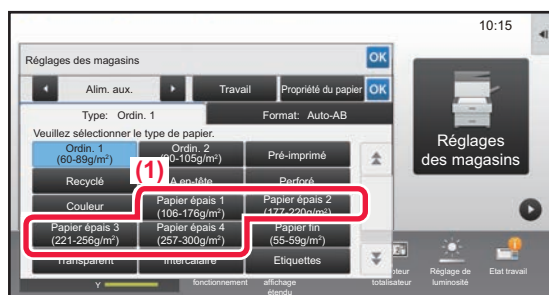 10:15
Réglages des magasins
OK
Alim. aux.
Travail
Propriété du papier
OK
Type: Ordin. 1
Format: Auto-AB
Veuillez sélectionner le type de papier.
Ordin. 1
(60-89g/m²)
Ordin. 2
-105g/m²)
Pré-imprimé
(1)
Recyclé
en-tête
Perforé
Couleur
Papier épais 1
(106-176g/m²)
Papier épais 2
(177-220g/m²)
Papier épais 3
(221-256g/m²)
Papier épais 4
(257-300g/m²)
Papier fin
(55-59g/m²)
Transparent
Intercalaire
Etiquettes
Réglages
des magasins
Y
fonctionnement
affichage
étendu
totalisateur
Réglage de
luminosité
Etat travail